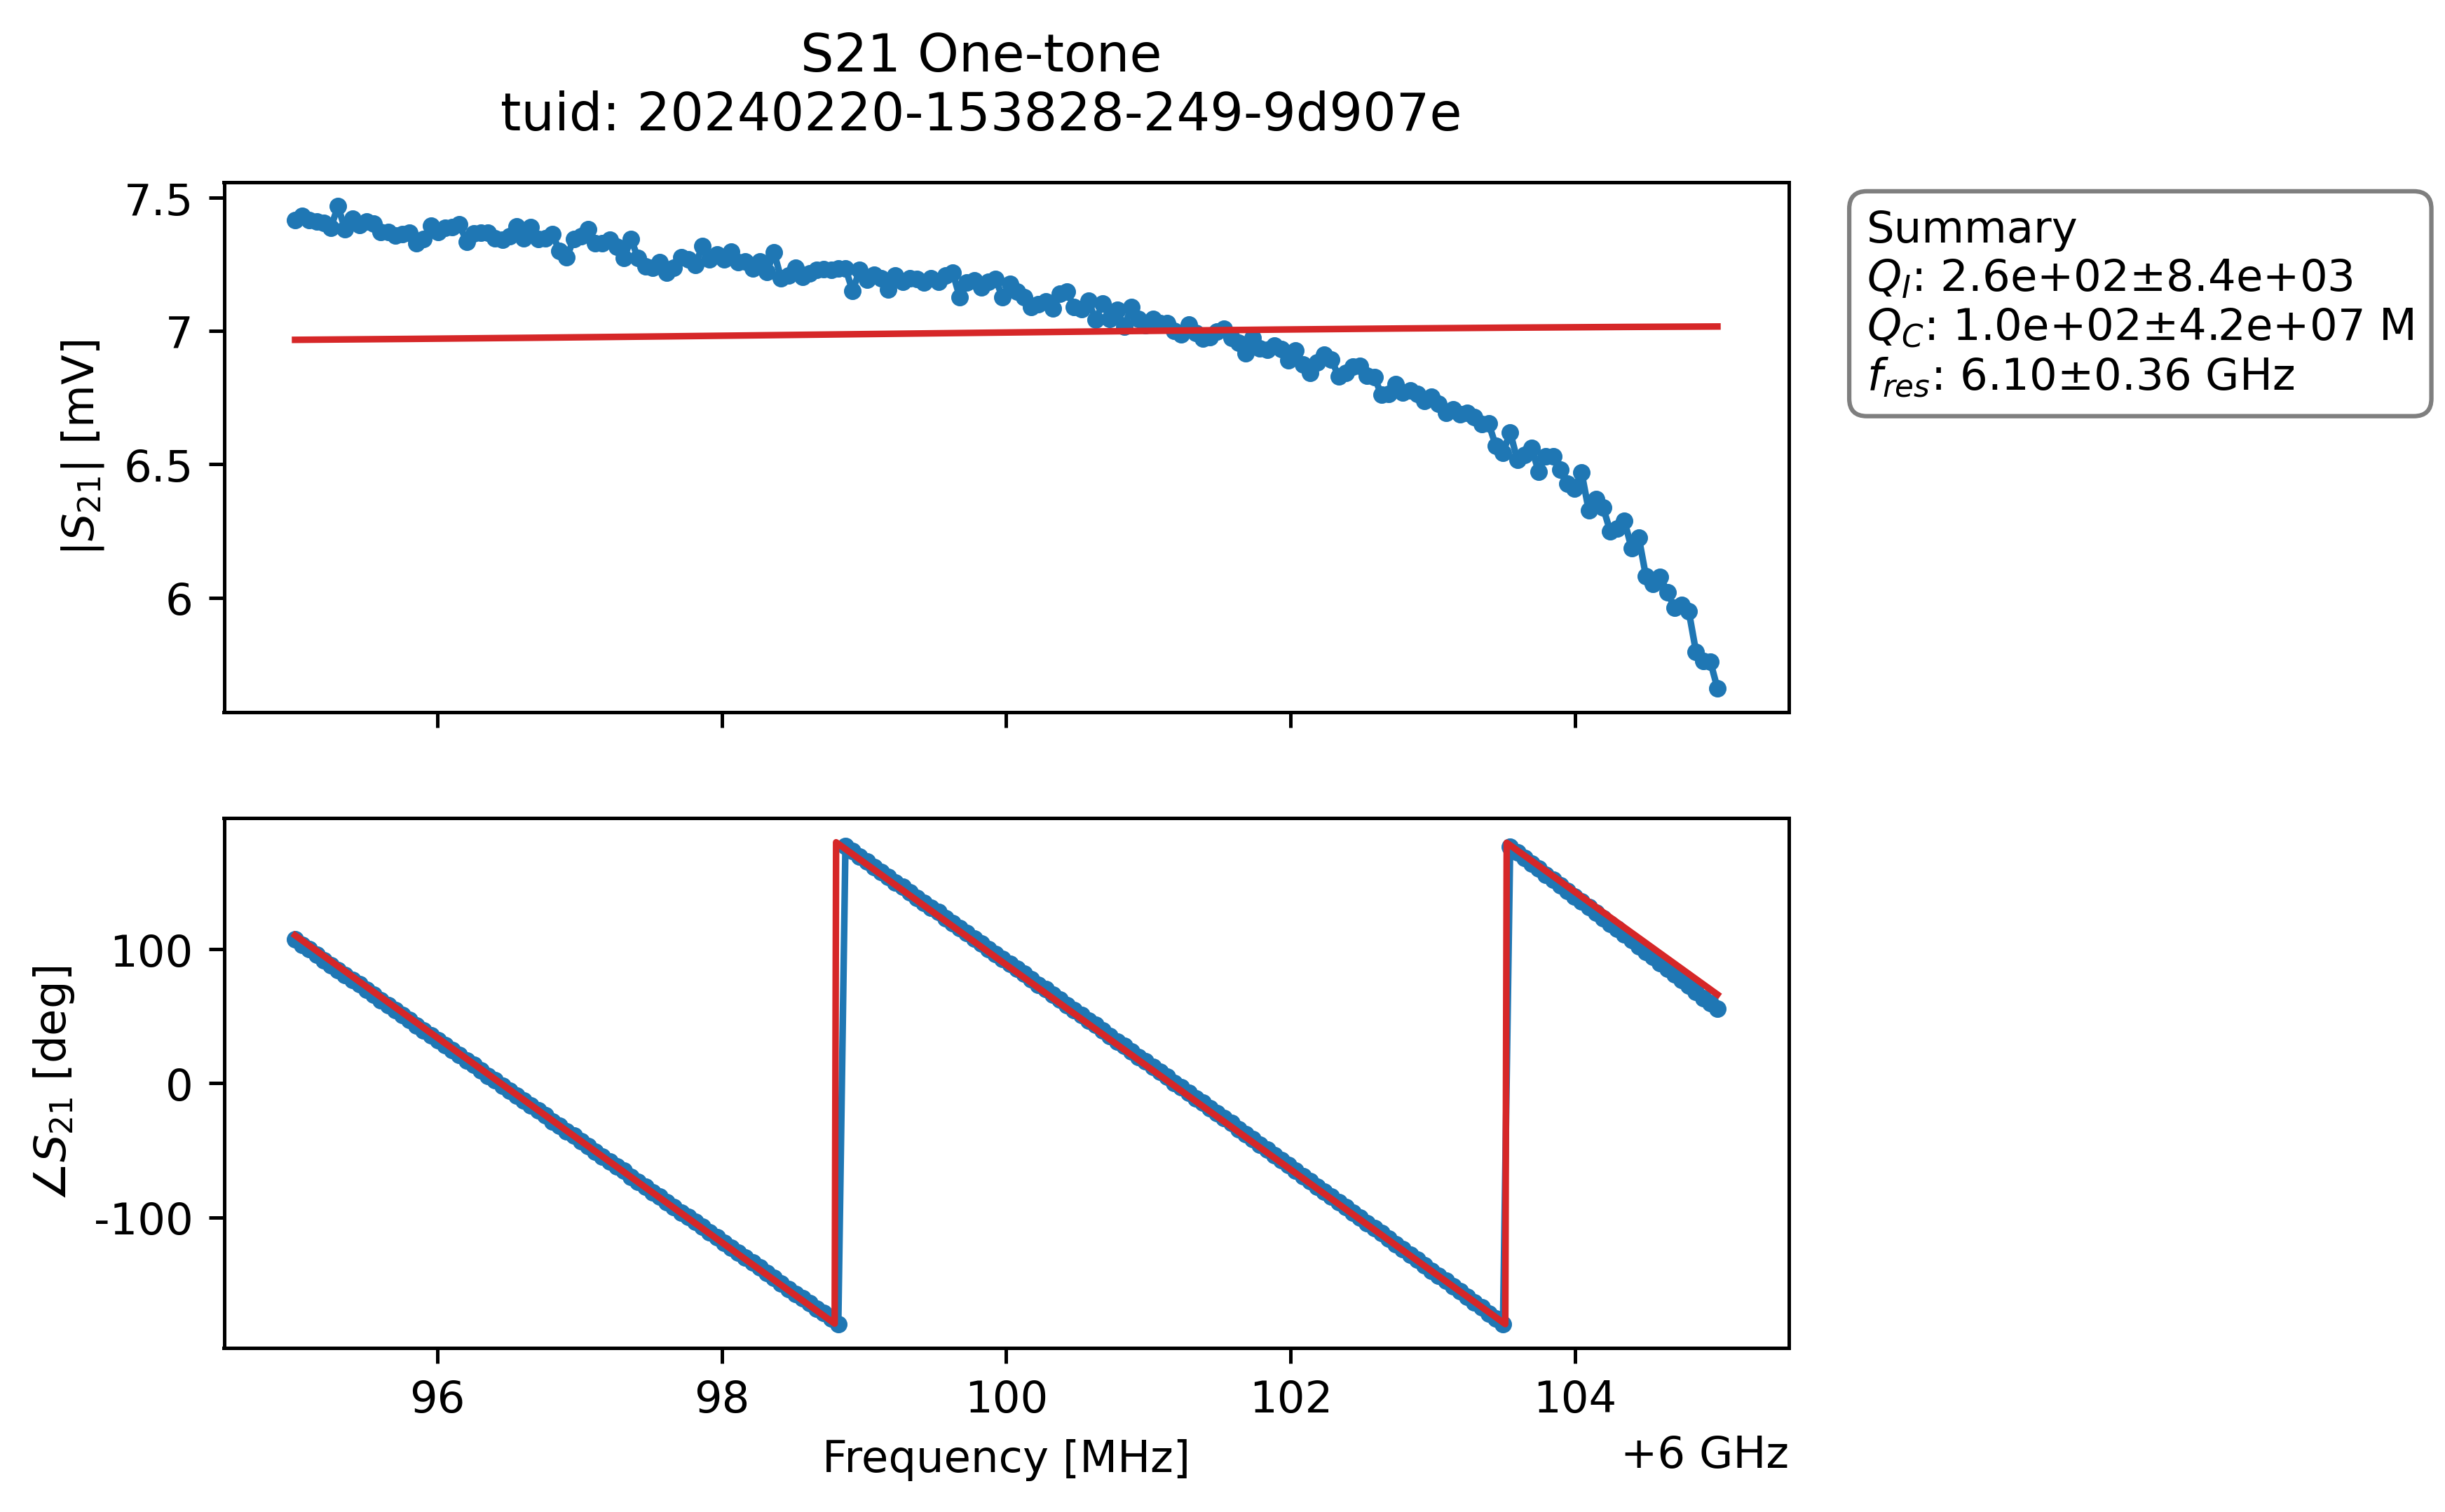 S21 One-tone
tuid: 20240220-153828-249-9d907e
7.5
7
6.5
6
|S21| [mV]
Summary
Ql: 2.6e+02±8.4e+03
QC: 1.0e+02±4.2e+07 M
fres: 6.10±0.36 GHz
100
0
-100
∠S21 [deg]
96 98 100 102 104
Frequency [MHz]
+6 GHz